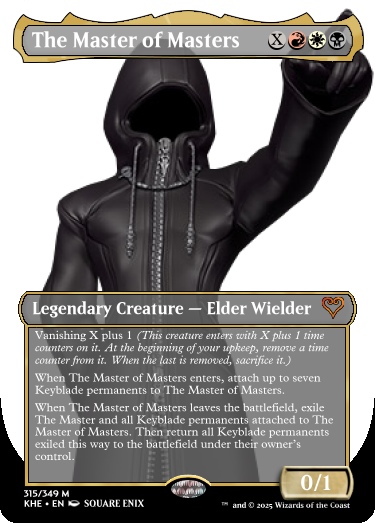 The Master of Masters X
Legendary Creature — Elder Wielder
Vanishing X plus 1 (This creature enters with X plus 1 time
counters on it. At the beginning of your upkeep, remove a time
counter from it. When the last is removed, sacrifice it.)
When The Master of Masters enters, attach up to seven
Keyblade permanents to The Master of Masters.
When The Master of Masters leaves the battlefield, exile
The Master and all Keyblade permanents attached to The
Master of Masters. Then return all Keyblade permanents
exiled this way to the battlefield under their owner's
control.
0/1
315/349 M
KHE • EN SQUARE ENIX
™ and © 2025 Wizards of the Coast